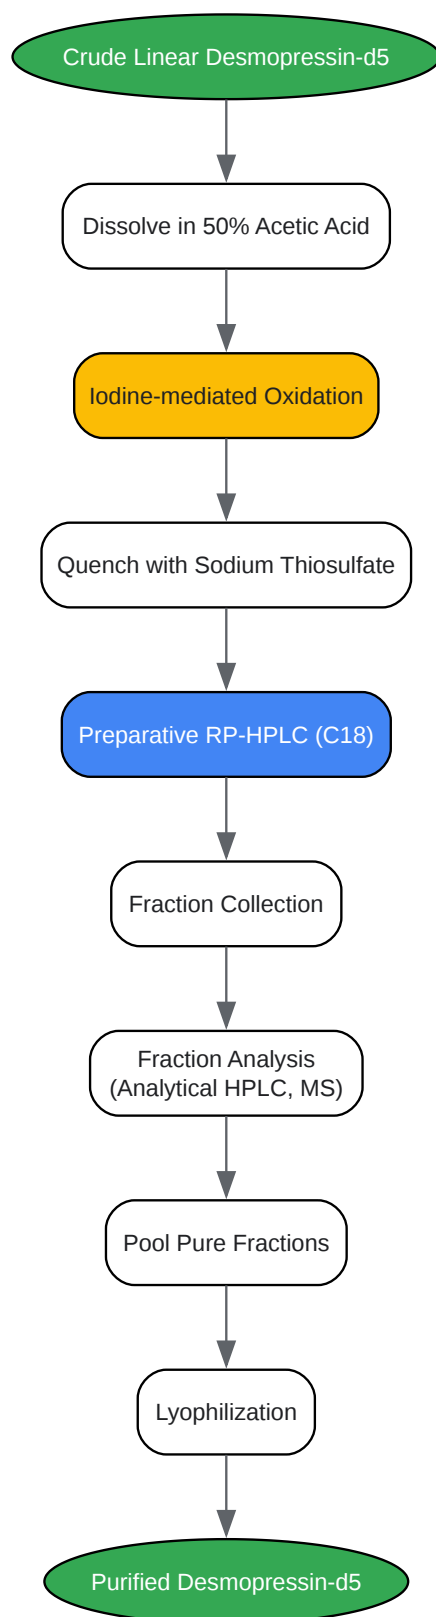 Crude Linear Desmopressin-d5
Dissolve in 50% Acetic Acid
Iodine-mediated Oxidation
Quench with Sodium Thiosulfate
Preparative RP-HPLC (C18)
Fraction Collection
Fraction Analysis
(Analytical HPLC, MS)
Pool Pure Fractions
Lyophilization
Purified Desmopressin-d5